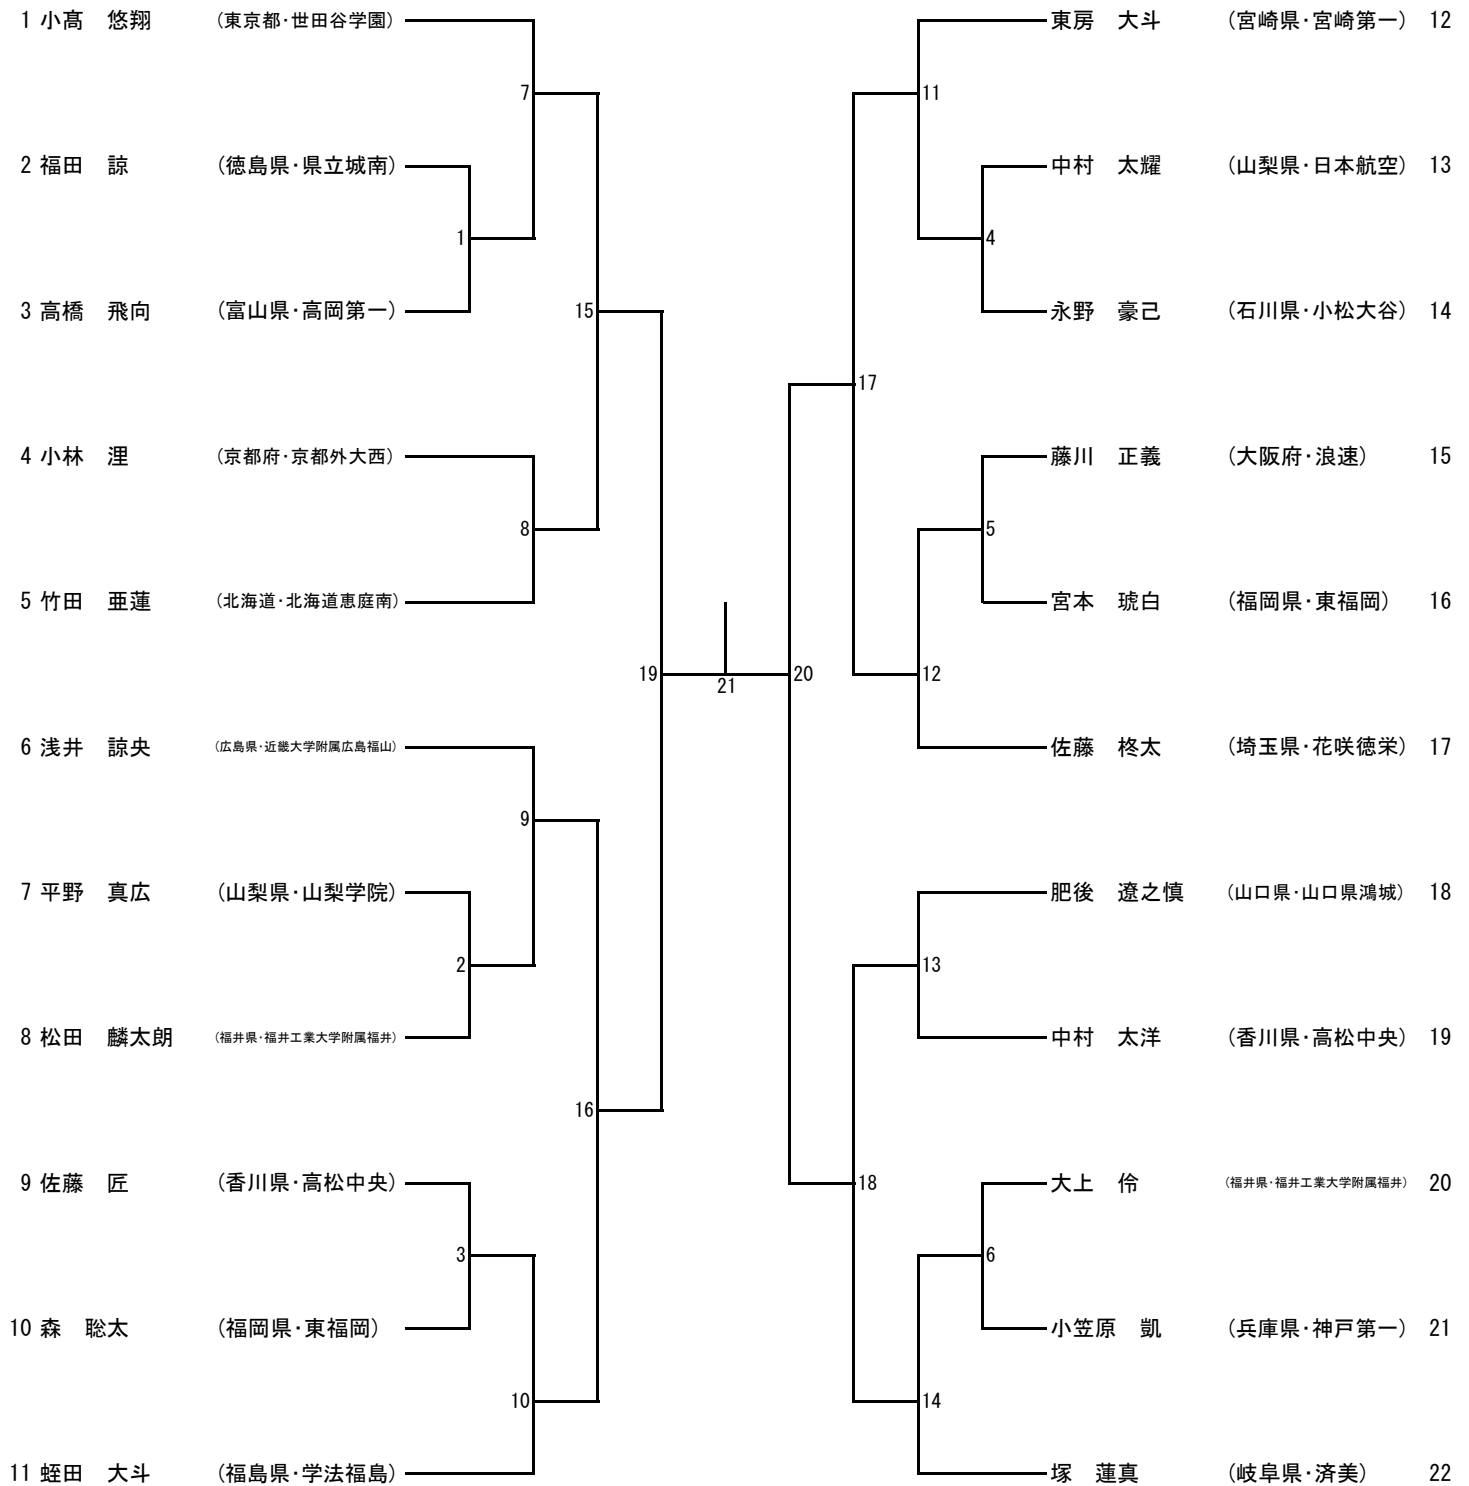 1 小髙　悠翔　(東京都･世田谷学園)
7
2 福田　諒　(徳島県･県立城南)
1
3 高橋　飛向　(富山県･高岡第一)
15
4 小林　浬　(京都府･京都外大西)
8
5 竹田　亜蓮　(北海道･北海道恵庭南)
19
6 浅井　諒央　(広島県･近畿大学附属広島福山)
9
7 平野　真広　(山梨県･山梨学院)
2
8 松田　麟太朗　(福井県･福井工業大学附属福井)
16
9 佐藤　匠　(香川県･高松中央)
3
10 森　聡太　(福岡県･東福岡)
10
11 蛭田　大斗　(福島県･学法福島)
21
東房　大斗　(宮崎県･宮崎第一)　12
11
中村　太耀　(山梨県･日本航空)　13
4
永野　豪己　(石川県･小松大谷)　14
17
藤川　正義　(大阪府･浪速)　15
5
宮本　琥白　(福岡県･東福岡)　16
12
20
佐藤　柊太　(埼玉県･花咲徳栄)　17
肥後　遼之慎　(山口県･山口県鴻城)　18
13
中村　太洋　(香川県･高松中央)　19
18
大上　伶　(福井県･福井工業大学附属福井)　20
6
小笠原　凱　(兵庫県･神戸第一)　21
14
塚　蓮真　(岐阜県･済美)　22